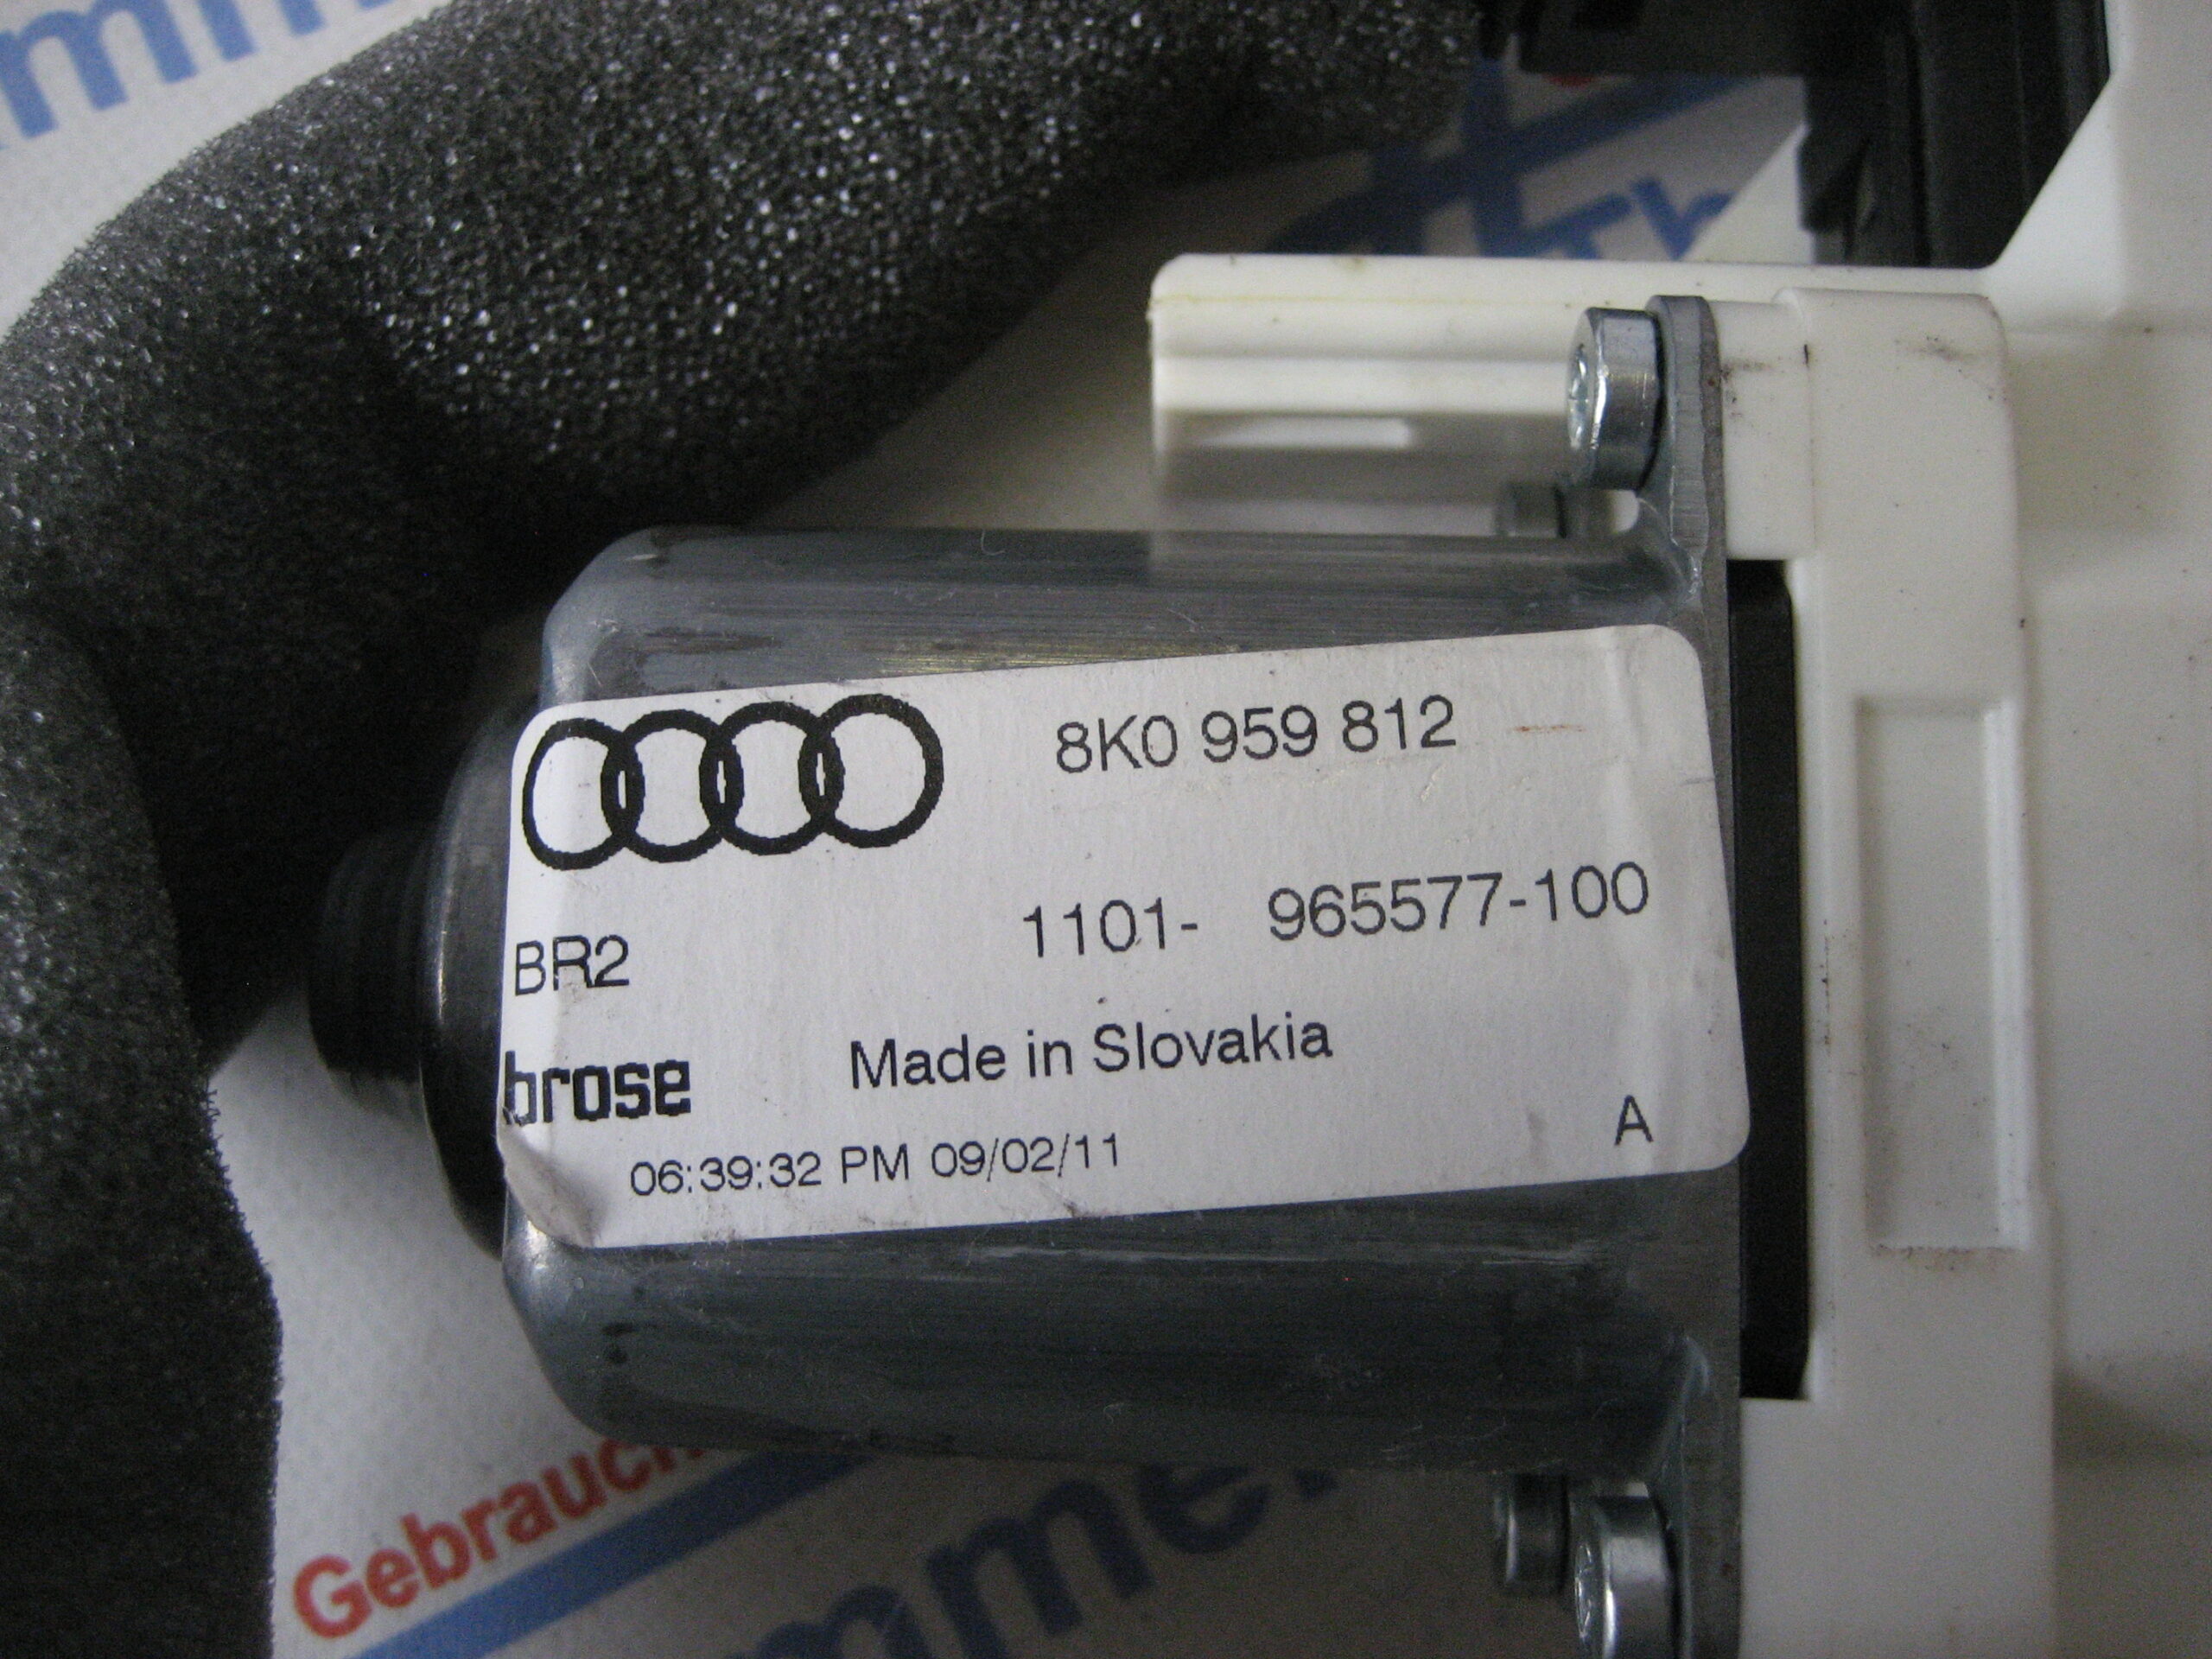 8K0 959 812
1101- 965577-100
BR2
brose
Made in Slovakia
06:39:32 PM 09/02/11
A